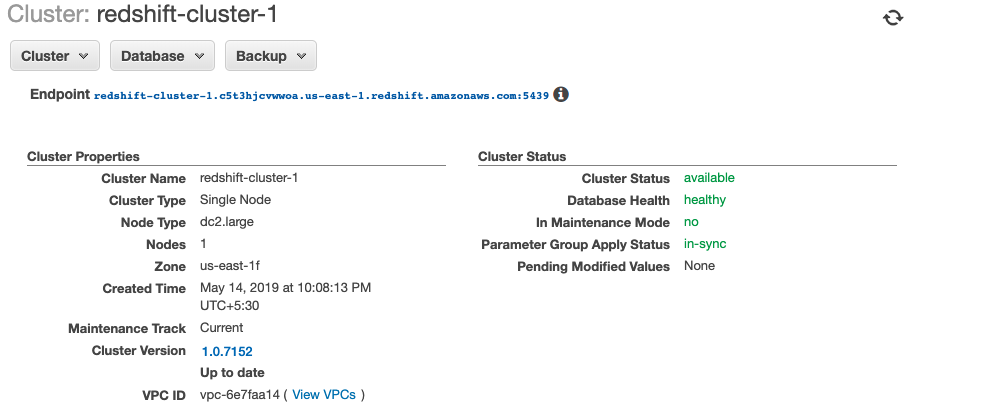 Cluster: redshift-cluster-1
Cluster Database Backup
Endpoint redshift-cluster-1.c5t3hjcvwwoa.us-east-1.redshift.amazonaws.com:5439
Cluster Properties
Cluster Name redshift-cluster-1
Cluster Type Single Node
Node Type dc2.large
Nodes 1
Zone us-east-1f
Created Time May 14, 2019 at 10:08:13 PM
UTC+5:30
Maintenance Track Current
Cluster Version 1.0.7152
Up to date
VPC ID vpc-6e7faa14 ( View VPCs )
Cluster Status
Cluster Status available
Database Health healthy
In Maintenance Mode no
Parameter Group Apply Status in-sync
Pending Modified Values None